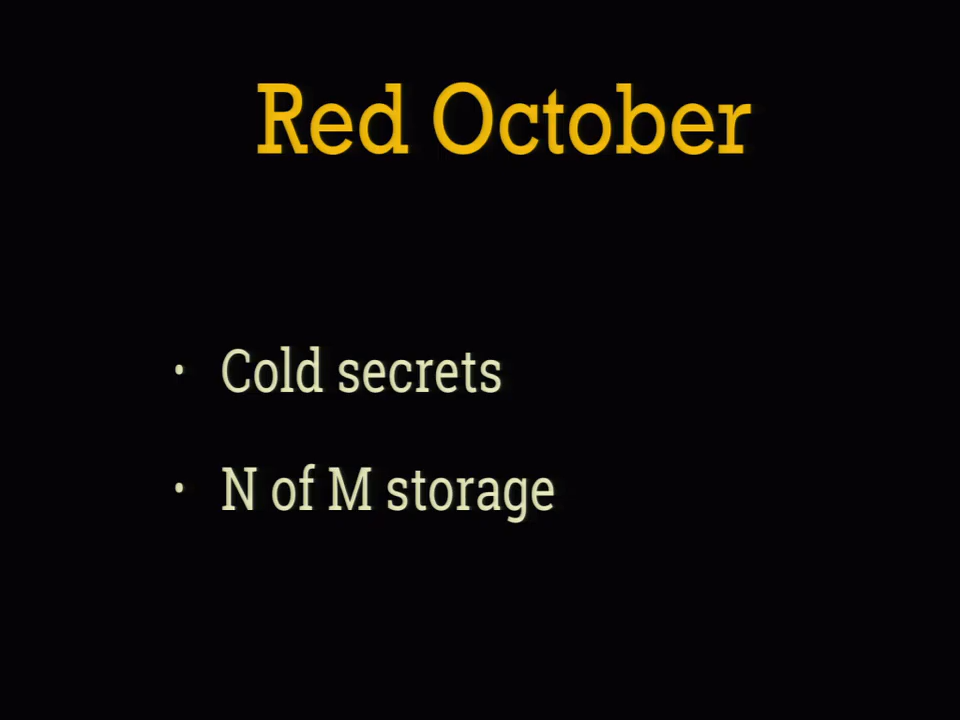 Red October
• Cold secrets
• N of M storage